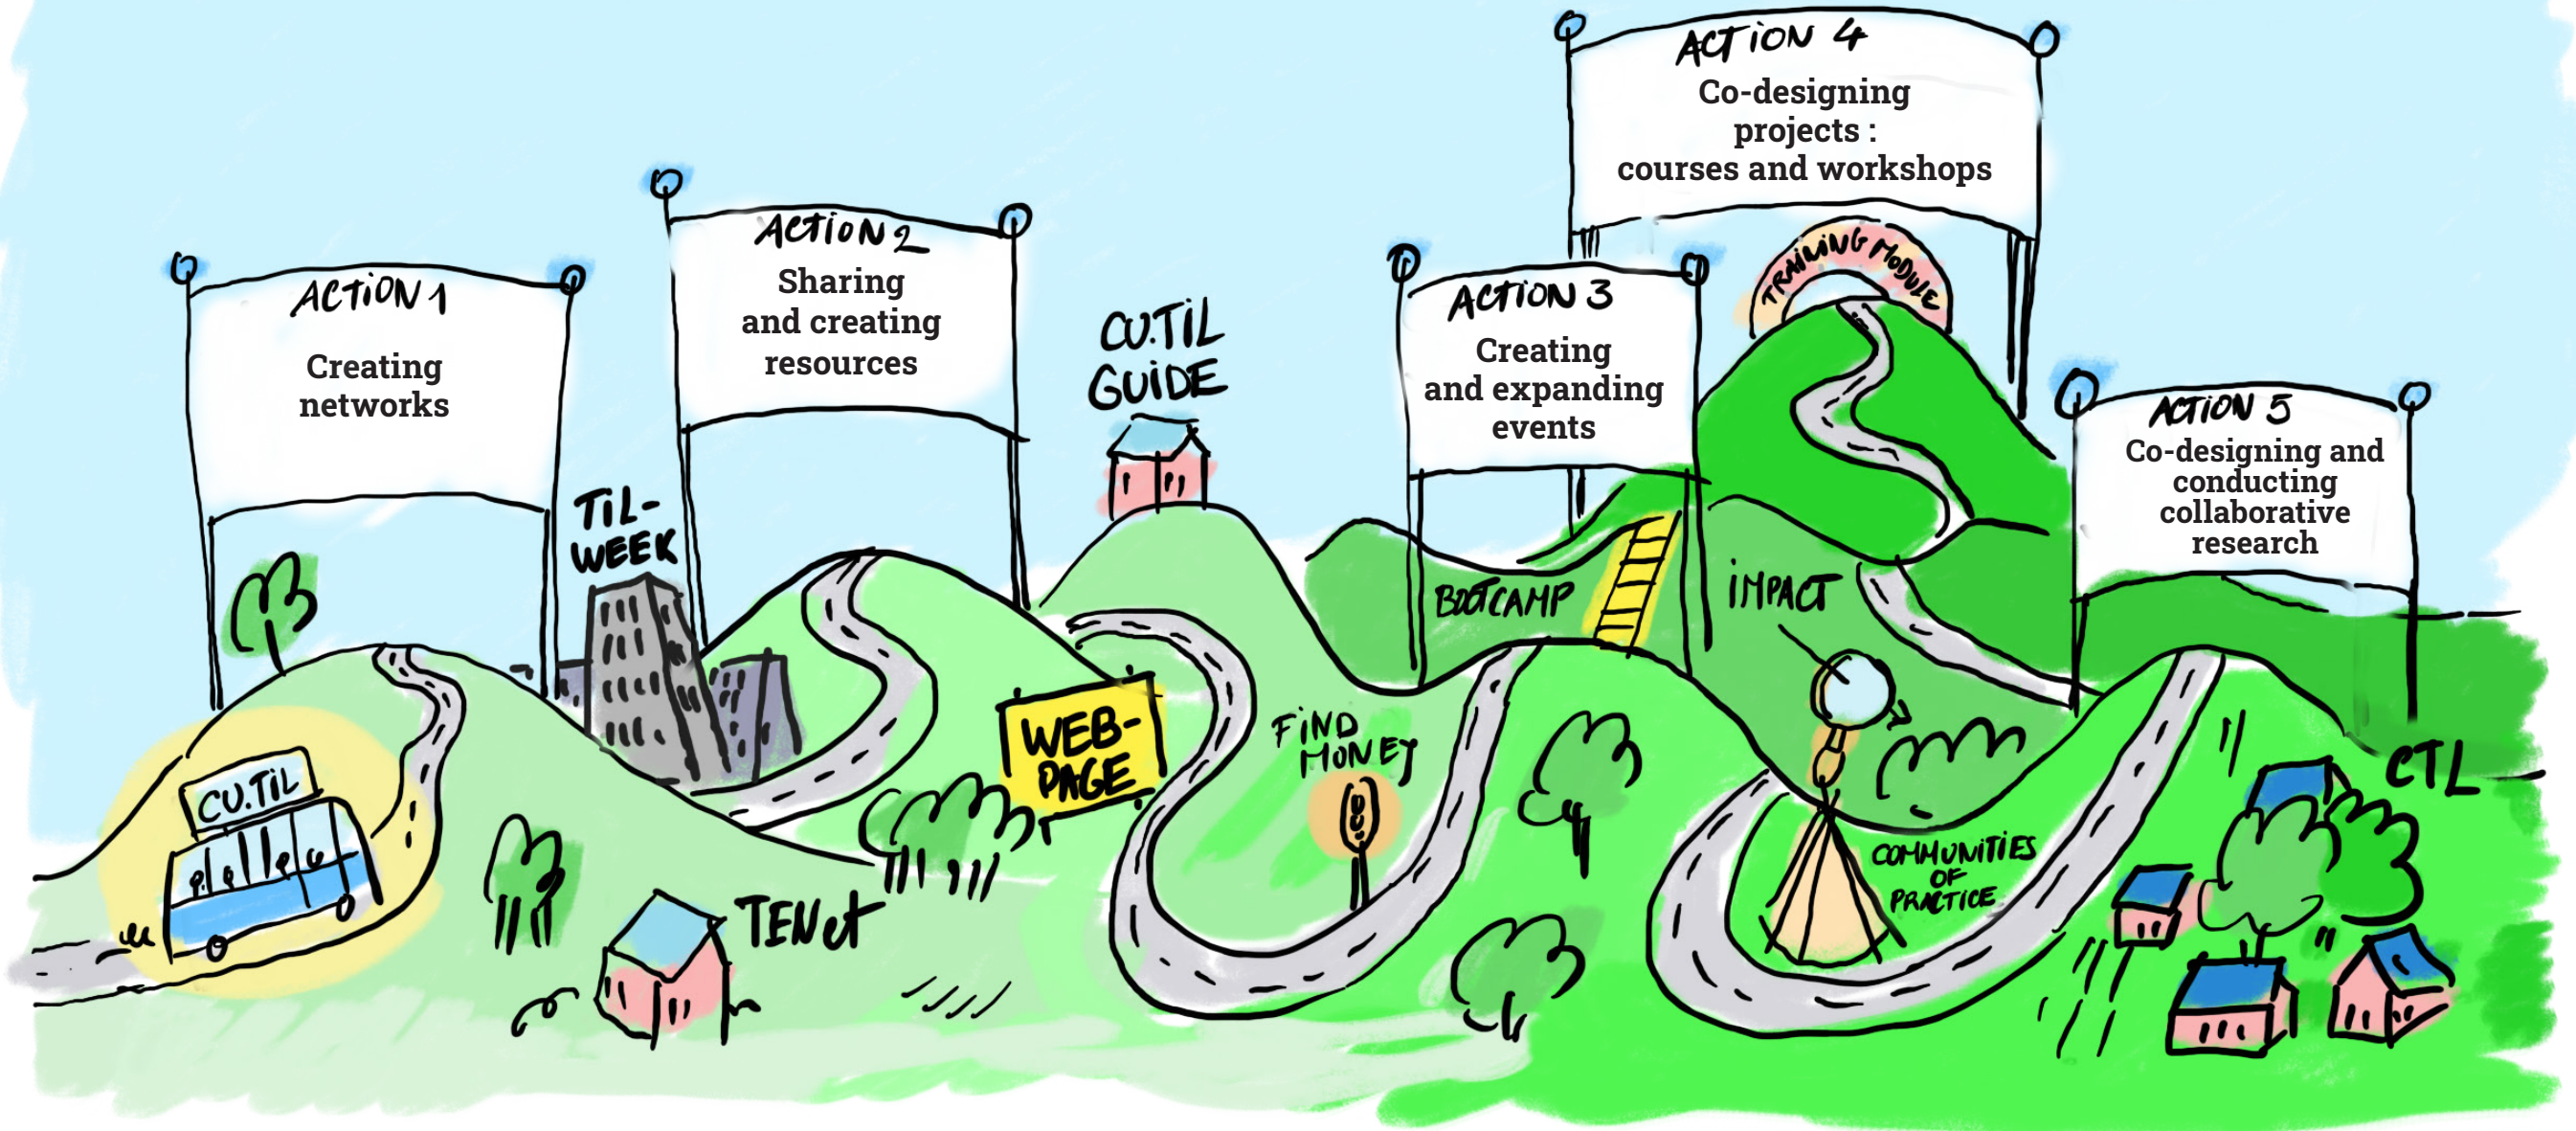 ACTION 1
Creating
networks
CU.TIL
TIL-
WEEK
TENet
ACTION 2
Sharing
and creating
resources
WEB-
PAGE
CU.TIL
GUIDE
FIND
MONEY
ACTION 3
Creating
and expanding
events
BOOTCAMP
ACTION 4
Co-designing
projects :
courses and workshops
TRAINING MODULE
IMPACT
COMMUNITIES
OF
PRACTICE
ACTION 5
Co-designing and
conducting
collaborative
research
CTL